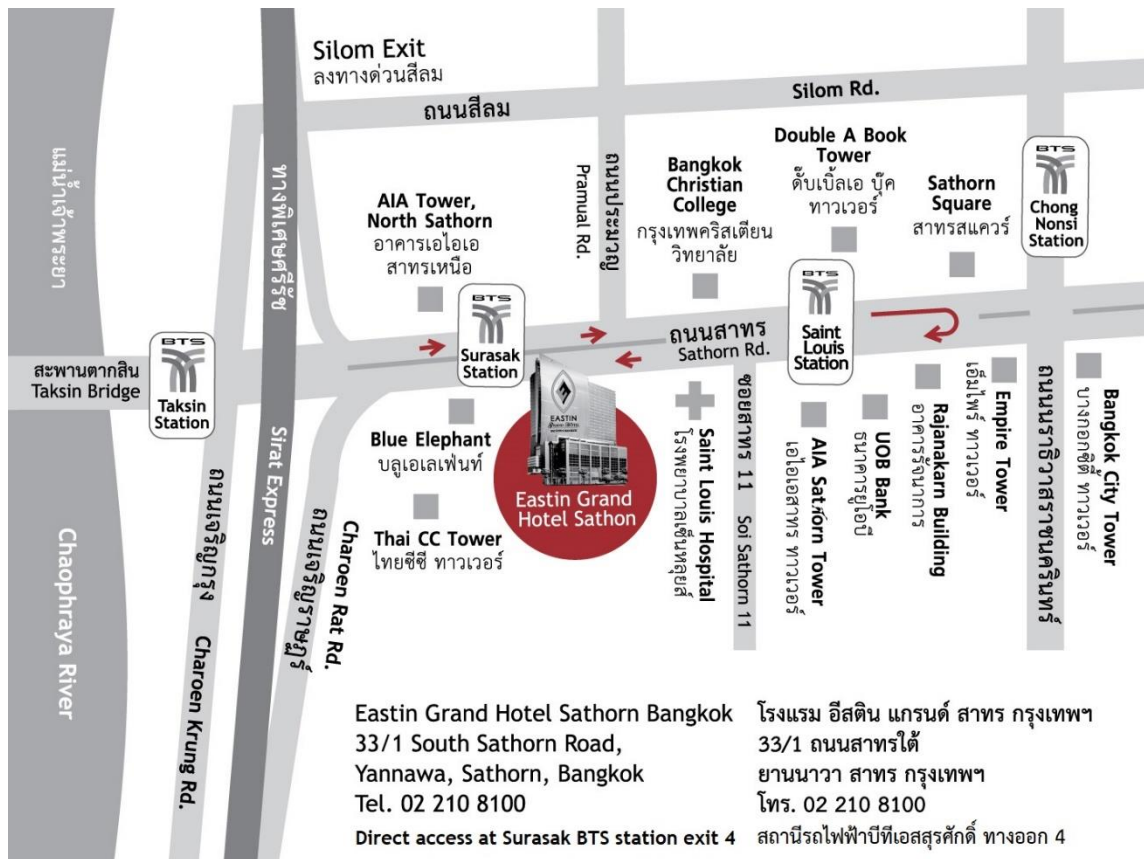 Silom Exit
ลงทางด่วนสีลม
ถนนสีลม
Silom Rd.
แม่น้ำเจ้าพระยา
Chaophraya River
ทางพิเศษศรีรัช
Sirat Express
AIA Tower,
North Sathorn
อาคารเอไอเอ
สาทรเหนือ
ถนนประมวญ
Pramual Rd.
Bangkok
Christian
College
กรุงเทพคริสเตียน
วิทยาลัย
Double A Book
Tower
ดั๊บเบิ้ลเอ บุ๊ค
ทาวเวอร์
Sathorn
Square
สาทรสแควร์
BTS
Chong
Nonsi
Station
BTS
Surasak
Station
BTS
Saint
Louis
Station
BTS
Taksin
Station
สะพานตากสิน
Taksin Bridge
ถนนสาทร
Sathorn Rd.
Blue Elephant
บลูเอเลเฟ่นท์
Thai CC Tower
ไทยซีซี ทาวเวอร์
EASTIN
Eastin Grand
Hotel Sathon
Saint Louis Hospital
โรงพยาบาลเซ็นหลุยส์
ซอยสาทร 11 Soi Sathorn 11
AIA Sathorn Tower
เอไอเอสาทร ทาวเวอร์
UOB Bank
ธนาคารยูโอบี
Rajanakarn Building
อาคารรัจนาการ
Empire Tower
เอ็มไพร์ ทาวเวอร์
ถนนนราธิวาสราชนครินทร์
Bangkok City Tower
บางกอกซิตี้ ทาวเวอร์
ถนนเจริญกรุง Charoen Krung Rd.
ถนนเจริญราษฎร์
Charoen Rat Rd.
Eastin Grand Hotel Sathorn Bangkok
33/1 South Sathorn Road,
Yannawa, Sathorn, Bangkok
Tel. 02 210 8100
Direct access at Surasak BTS station exit 4
โรงแรม อีสติน แกรนด์ สาทร กรุงเทพฯ
33/1 ถนนสาทรใต้
ยานนาวา สาทร กรุงเทพฯ
โทร. 02 210 8100
สถานีรถไฟฟ้าบีทีเอสสุรศักดิ์ ทางออก 4